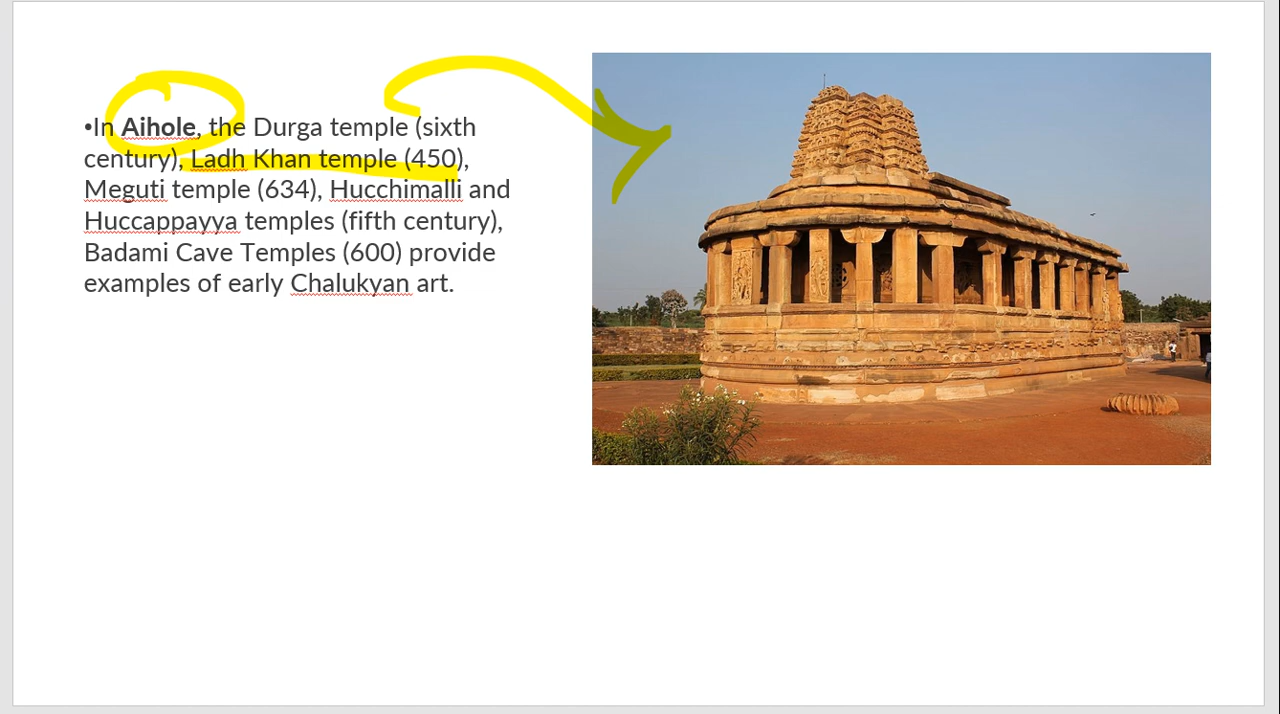 •In Aihole, the Durga temple (sixth
century), Ladh Khan temple (450),
Meguti temple (634), Hucchimalli and
Huccappayya temples (fifth century),
Badami Cave Temples (600) provide
examples of early Chalukyan art.